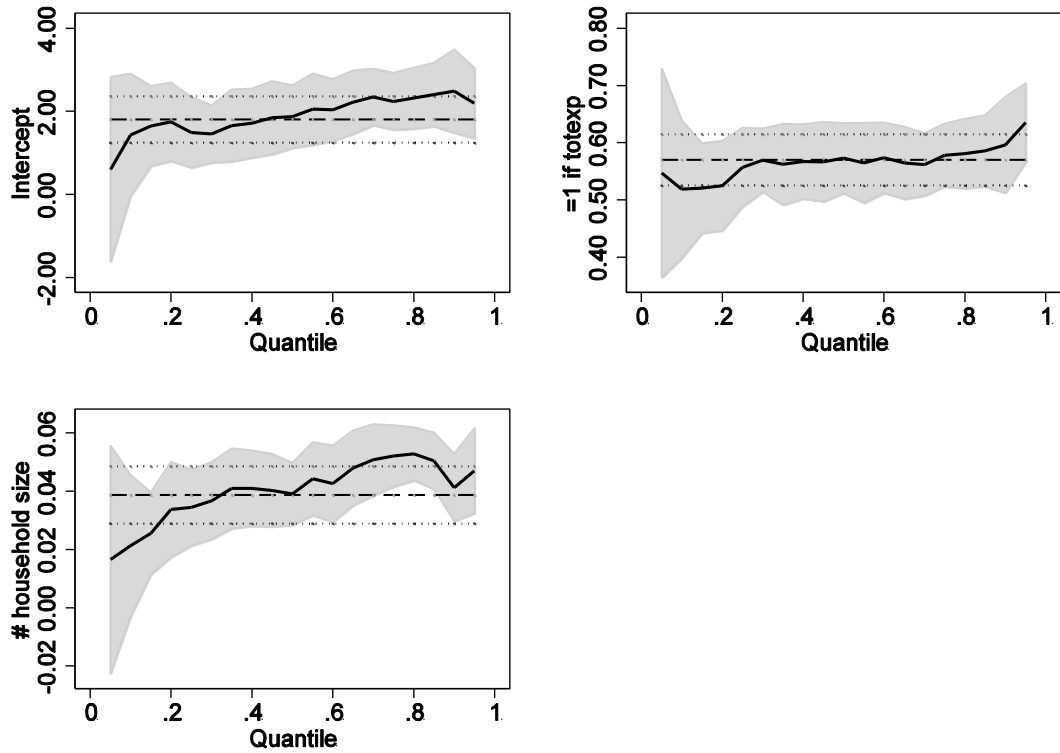 4.00
2.00
0.00
-2.00
Intercept
0 .2 .4 .6 .8 1
Quantile
0.80
0.70
0.60
0.50
0.40
=1 if totexp
0 .2 .4 .6 .8 1
Quantile
0.06
0.04
0.02
0.00
-0.02
# household size
0 .2 .4 .6 .8 1
Quantile